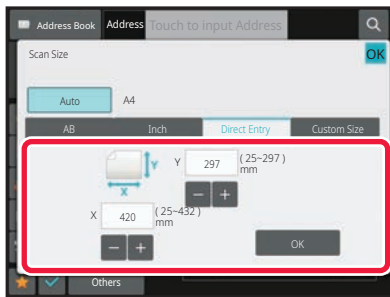 Address Book Address Touch to input Address
Scan Size OK
Auto A4
AB Inch Direct Entry Custom Size
Y
X
Y 297 (25~297)
mm
X 420 (25~432)
mm
OK
Others